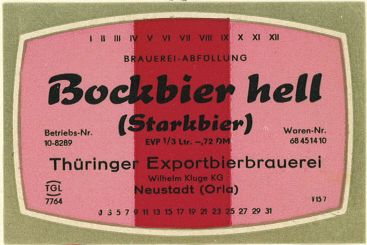 I II III IV V VI VII VIII IX X XI XII
BRAUEREI-ABFÜLLUNG
Bockbier hell
(Starkbier)
Betriebs-Nr.
10-8289
EVP 1/3 Ltr. -,72 DM
Waren-Nr.
68 45 14 10
Thüringer Exportbierbrauerei
Wilhelm Kluge KG
Neustadt (Orla)
TGL
7764
V 15 7
3 5 7 9 11 13 15 17 19 21 23 25 27 29 31